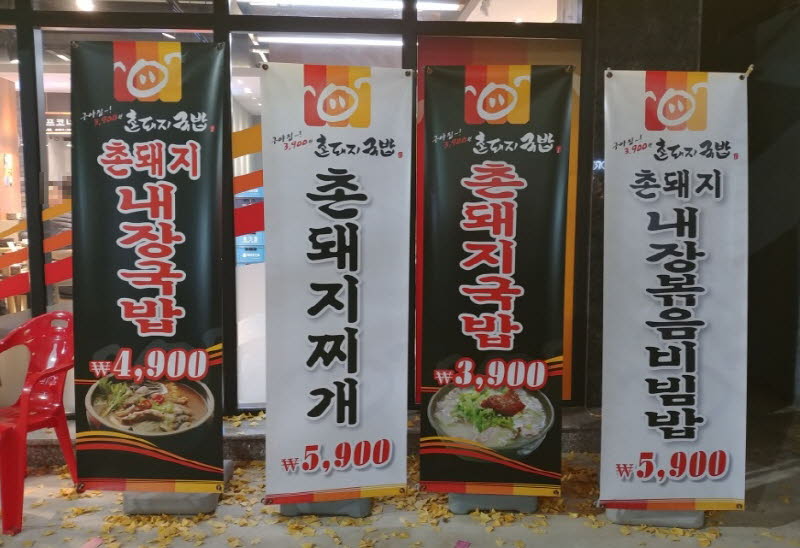 구아있~!
3,900원
촌돼지국밥
촌돼지
내장국밥
₩4,900
3,900원
촌돼지국밥
촌돼지찌개
₩5,900
3,900원
촌돼지국밥
촌돼지국밥
₩3,900
3,900원
촌돼지국밥
촌돼지
내장볶음비빔밥
₩5,900